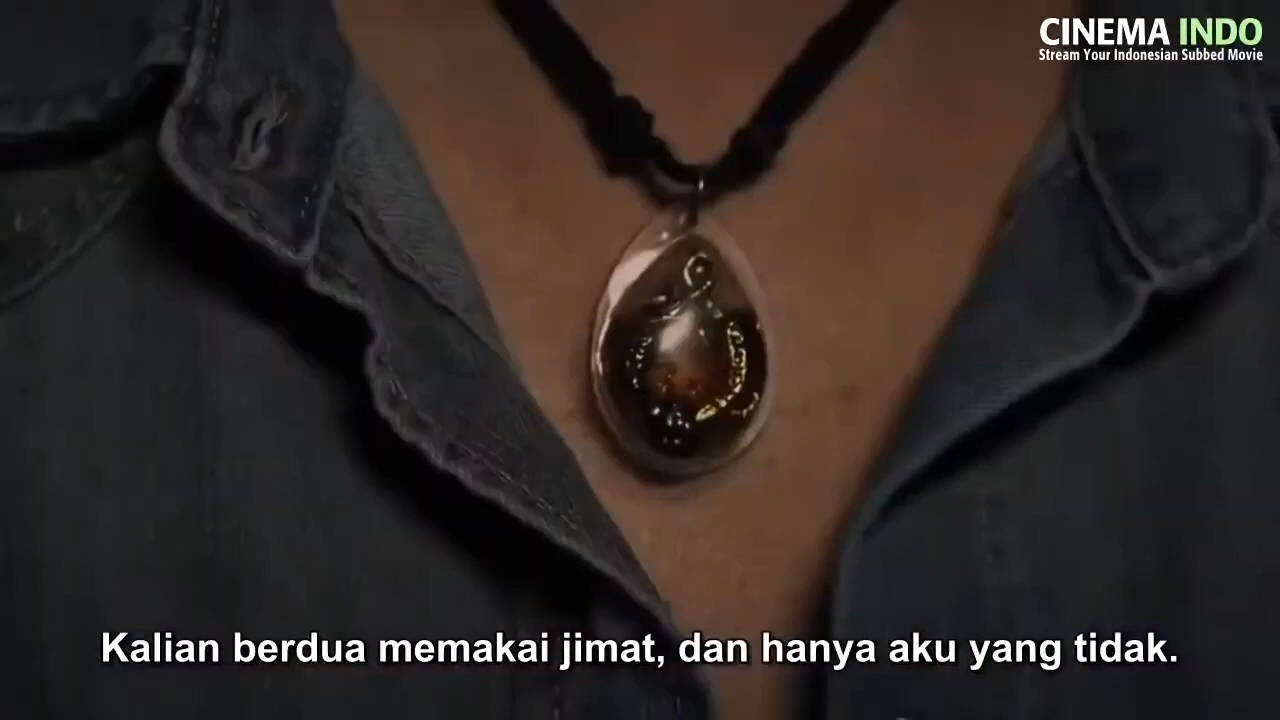 CINEMA INDO
Stream Your Indonesian Subbed Movie
Kalian berdua memakai jimat, dan hanya aku yang tidak.